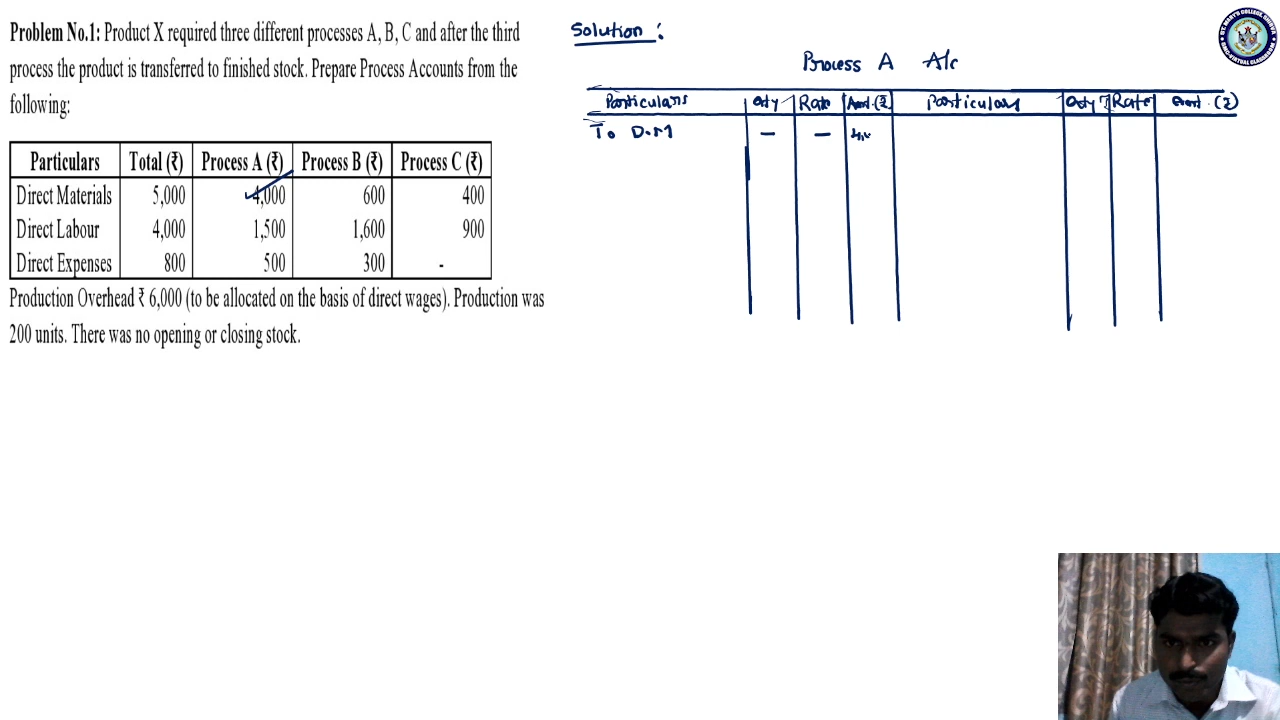 Problem No.1: Product X required three different processes A, B, C and after the third
process the product is transferred to finished stock. Prepare Process Accounts from the
following:
Particulars Total (₹) Process A (₹) Process B (₹) Process C (₹)
Direct Materials 5,000 4,000 600 400
Direct Labour 4,000 1,500 1,600 900
Direct Expenses 800 500 300 -
Production Overhead ₹ 6,000 (to be allocated on the basis of direct wages). Production was
200 units. There was no opening or closing stock.
Solution :
Process A A/c
Particulars Qty Rate Amt.(₹) Particulars Qty Rate Amt. (₹)
To D.M — —